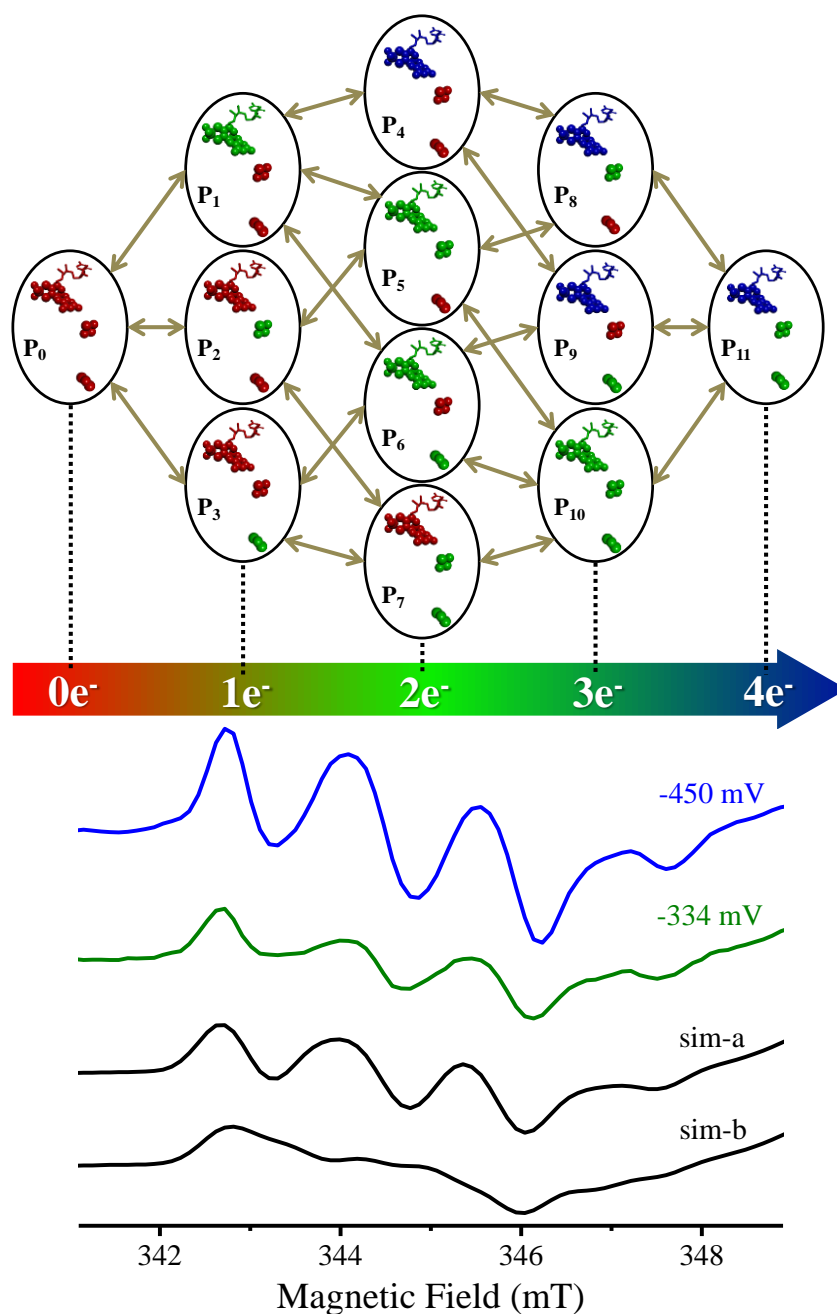 P₄
P₁
P₈
P₅
P₀
P₂
P₉
P₁₁
P₆
P₃
P₁₀
P₇
0e⁻ 1e⁻ 2e⁻ 3e⁻ 4e⁻
-450 mV
-334 mV
sim-a
sim-b
342 344 346 348
Magnetic Field (mT)